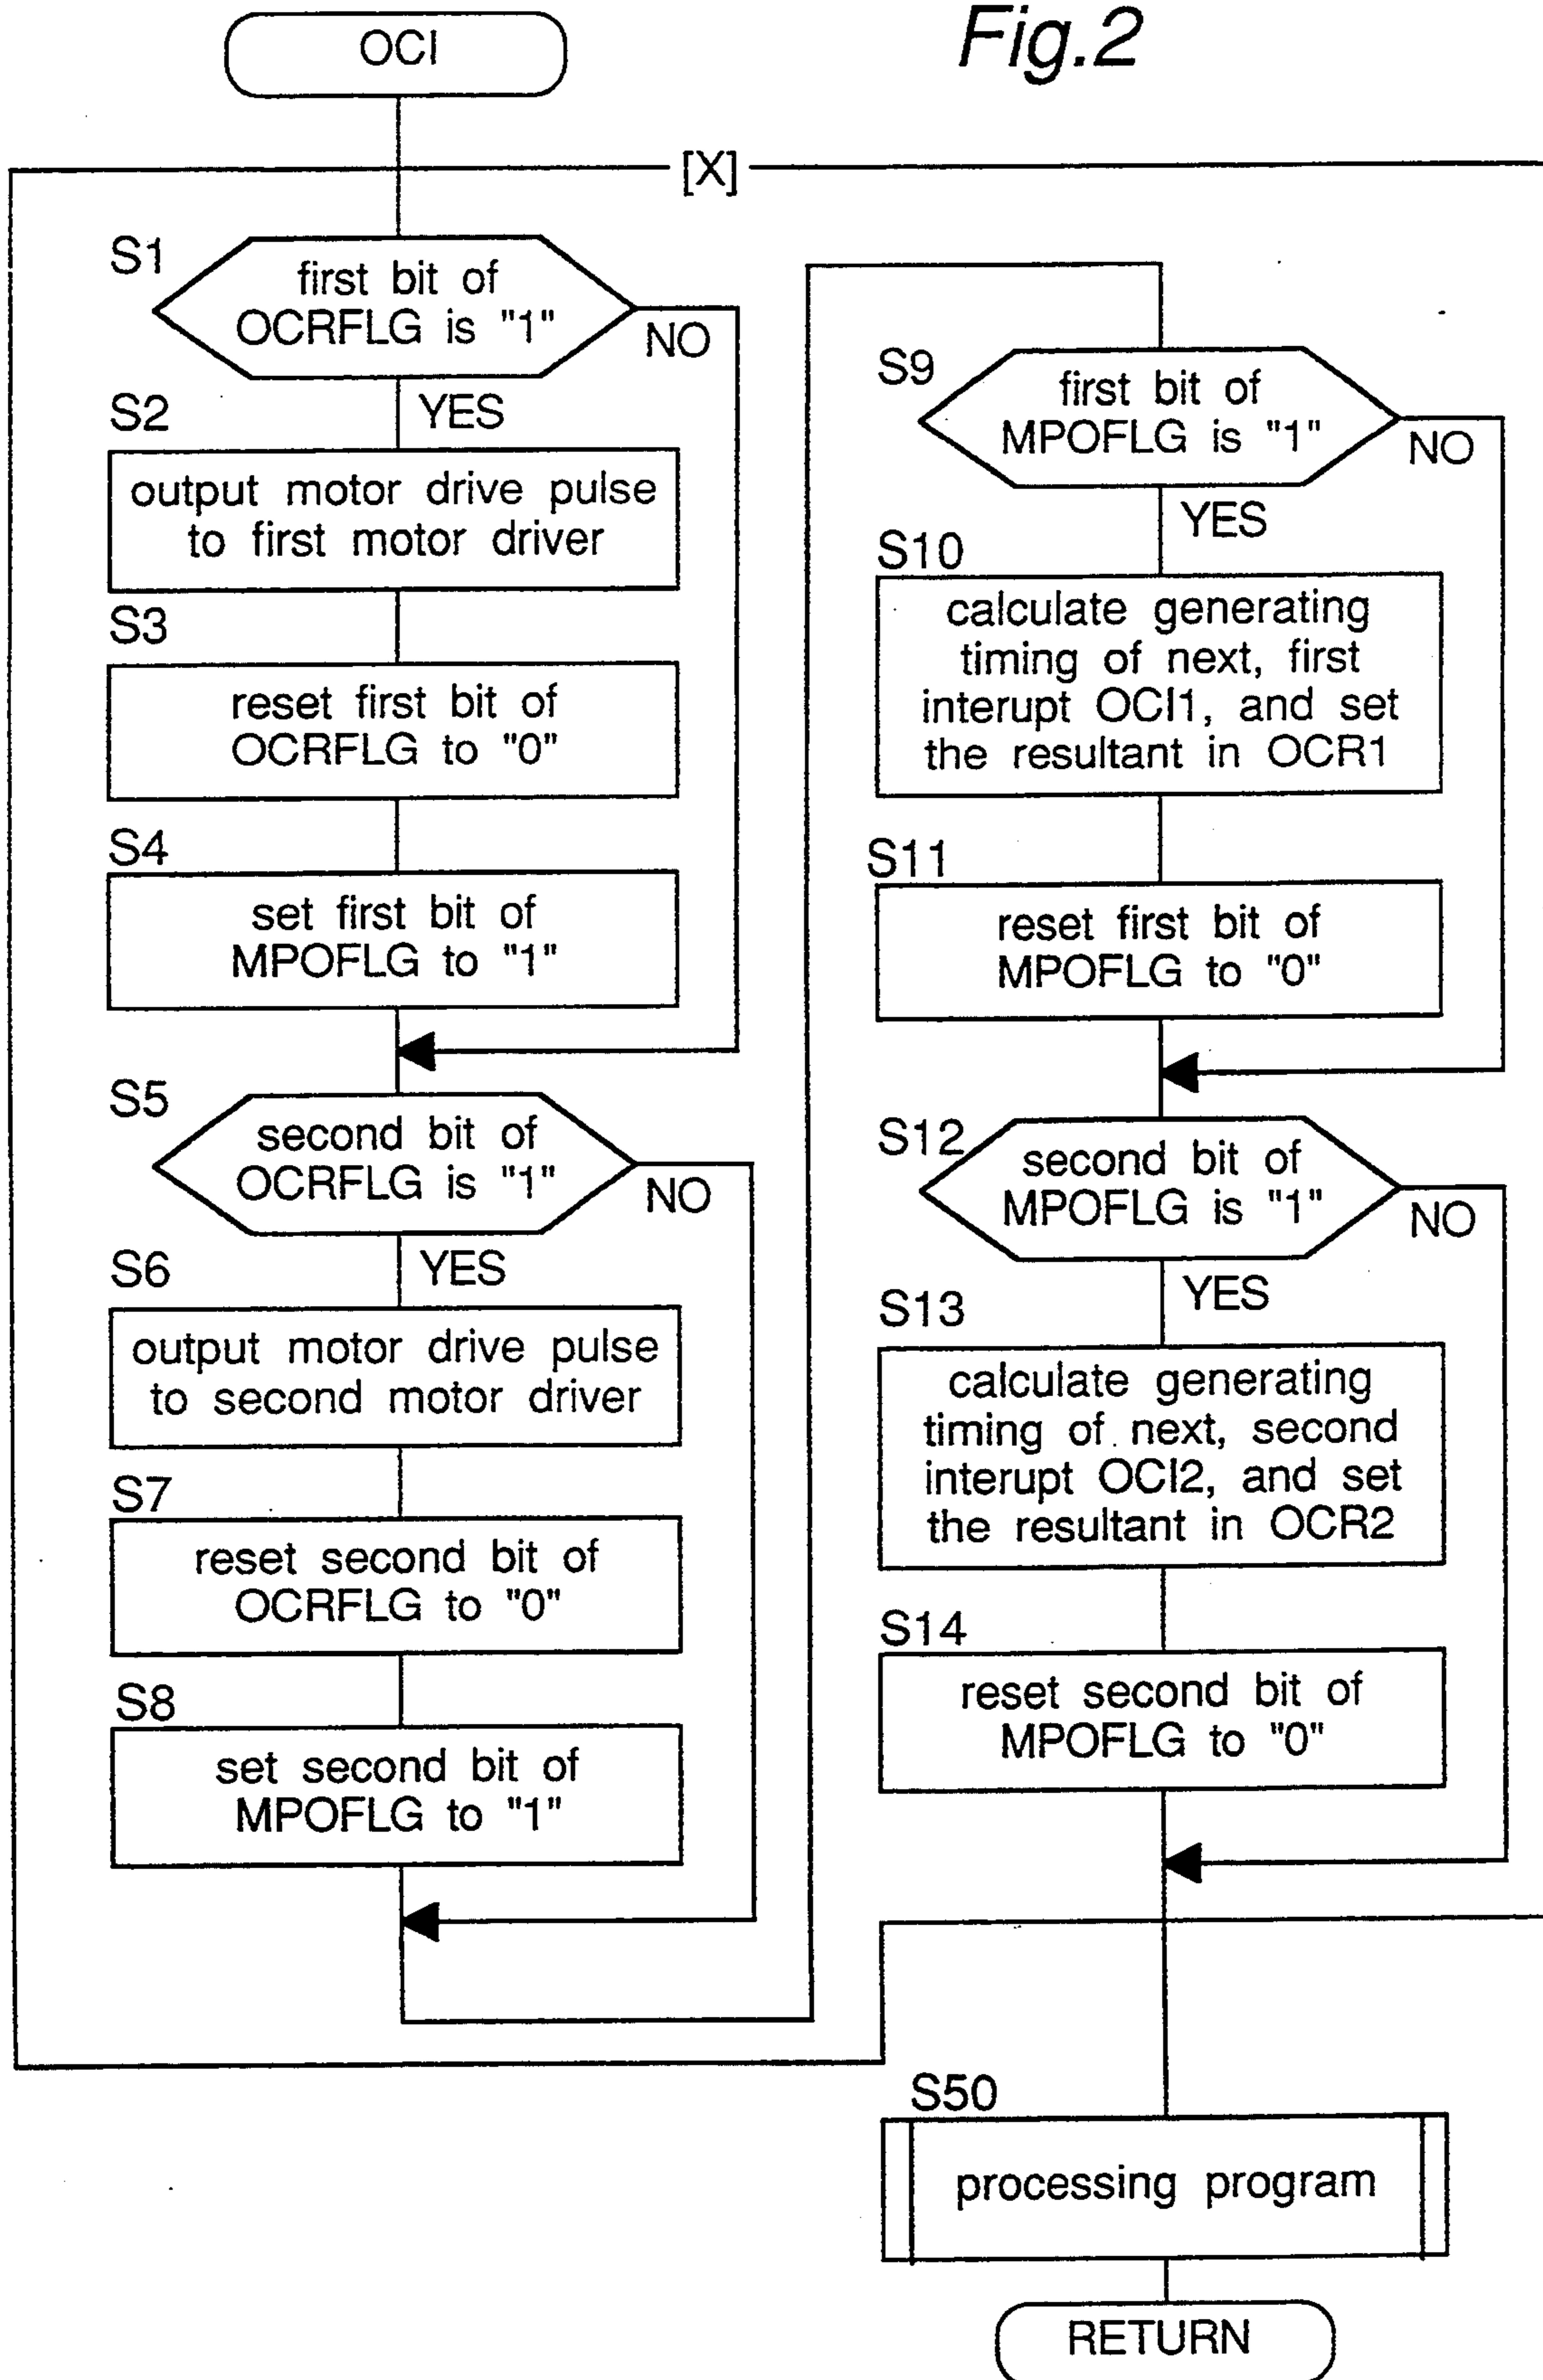 Fig.2
OCI
[X]
S1
first bit of
OCRFLG is "1"
NO
YES
S2
output motor drive pulse
to first motor driver
S3
reset first bit of
OCRFLG to "0"
S4
set first bit of
MPOFLG to "1"
S5
second bit of
OCRFLG is "1"
NO
YES
S6
output motor drive pulse
to second motor driver
S7
reset second bit of
OCRFLG to "0"
S8
set second bit of
MPOFLG to "1"
S9
first bit of
MPOFLG is "1"
NO
YES
S10
calculate generating
timing of next, first
interupt OCI1, and set
the resultant in OCR1
S11
reset first bit of
MPOFLG to "0"
S12
second bit of
MPOFLG is "1"
NO
YES
S13
calculate generating
timing of next, second
interupt OCI2, and set
the resultant in OCR2
S14
reset second bit of
MPOFLG to "0"
S50
processing program
RETURN